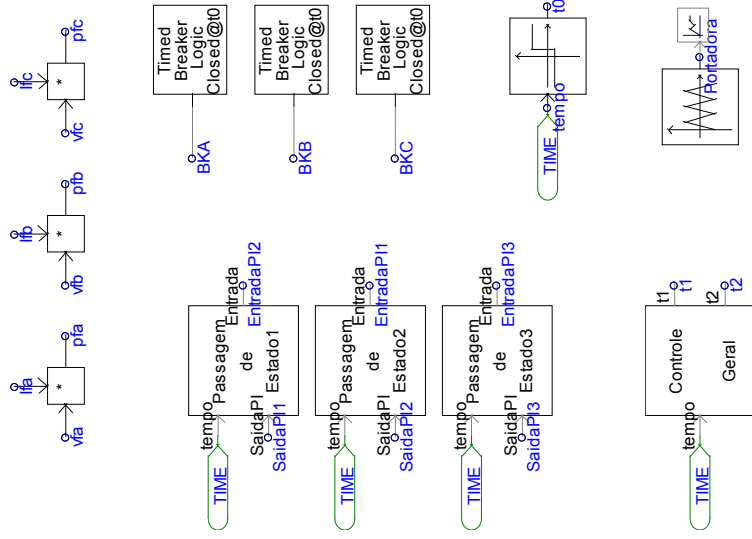 Ifa
*
vfa
pfa
Ifb
*
vfb
pfb
Ifc
*
vfc
pfc
TIME
tempo
Passagem
de
Estado1
SaidaPI
SaidaPI1
Entrada
EntradaPI2
TIME
tempo
Passagem
de
Estado2
SaidaPI
SaidaPI2
Entrada
EntradaPI1
TIME
tempo
Passagem
de
Estado3
SaidaPI
SaidaPI3
Entrada
EntradaPI3
BKA
Timed
Breaker
Logic
Closed@t0
BKB
Timed
Breaker
Logic
Closed@t0
BKC
Timed
Breaker
Logic
Closed@t0
TIME
tempo
t0
TIME
tempo
Controle
Geral
t1
t1
t2
t2
Portadora